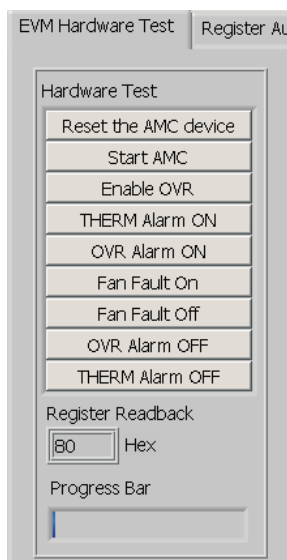 EVM Hardware Test
Register Au
Hardware Test
Reset the AMC device
Start AMC
Enable OVR
THERM Alarm ON
OVR Alarm ON
Fan Fault On
Fan Fault Off
OVR Alarm OFF
THERM Alarm OFF
Register Readback
80 Hex
Progress Bar